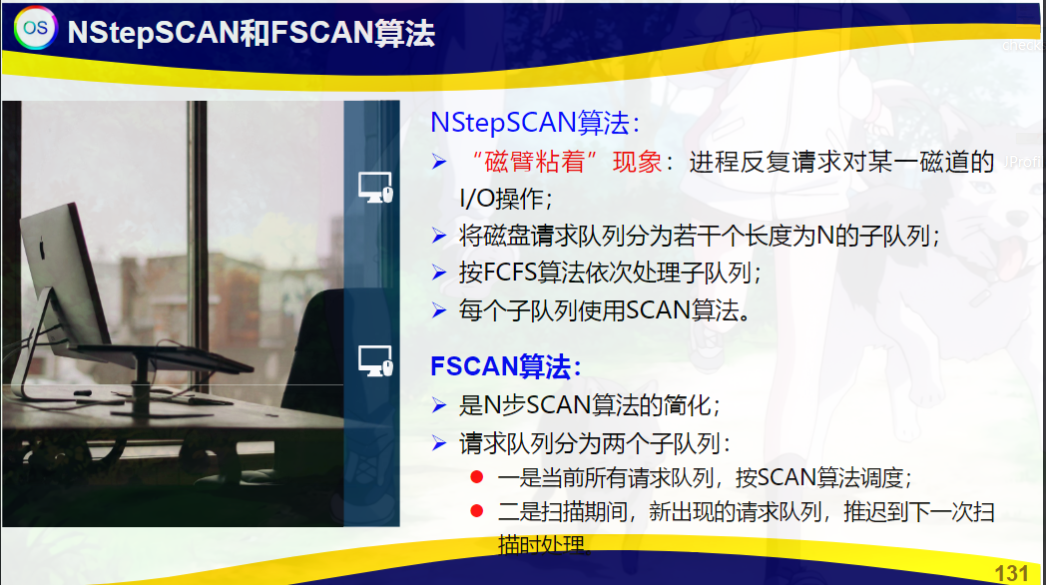 OS
NStepSCAN和FSCAN算法
check
NStepSCAN算法：
“磁臂粘着”现象：进程反复请求对某一磁道的
I/O操作；
将磁盘请求队列分为若干个长度为N的子队列；
按FCFS算法依次处理子队列；
每个子队列使用SCAN算法。
FSCAN算法：
是N步SCAN算法的简化；
请求队列分为两个子队列：
一是当前所有请求队列，按SCAN算法调度；
二是扫描期间，新出现的请求队列，推迟到下一次扫
描时处理。
131